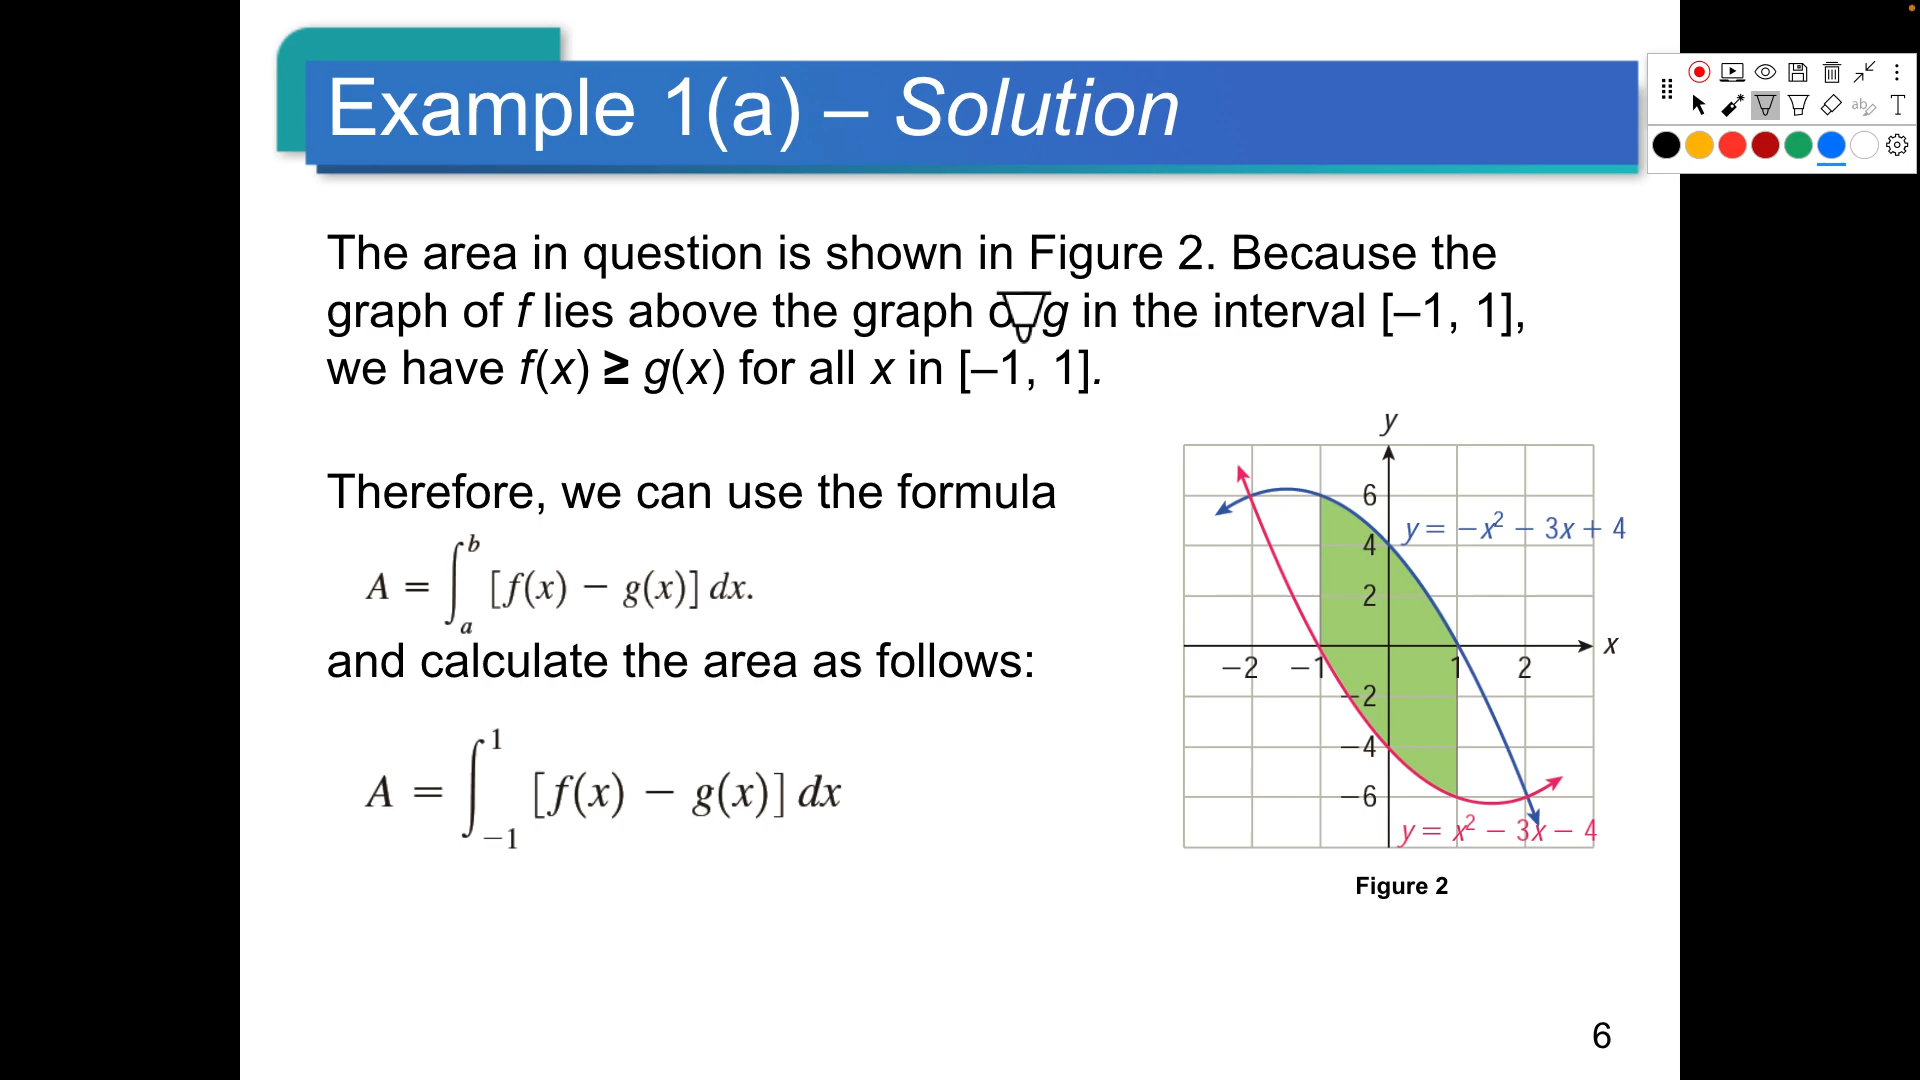 Example 1(a) – Solution
The area in question is shown in Figure 2. Because the
graph of f lies above the graph g in the interval [–1, 1],
we have f(x) ≥ g(x) for all x in [–1, 1].
Therefore, we can use the formula
A = ∫_a^b [f(x) − g(x)] dx.
and calculate the area as follows:
A = ∫_{−1}^{1} [f(x) − g(x)] dx
y
6
y = −x² − 3x + 4
4
2
x
−2 −1 1 2
−2
−4
−6
y = x² − 3x − 4
Figure 2
6
ab
T